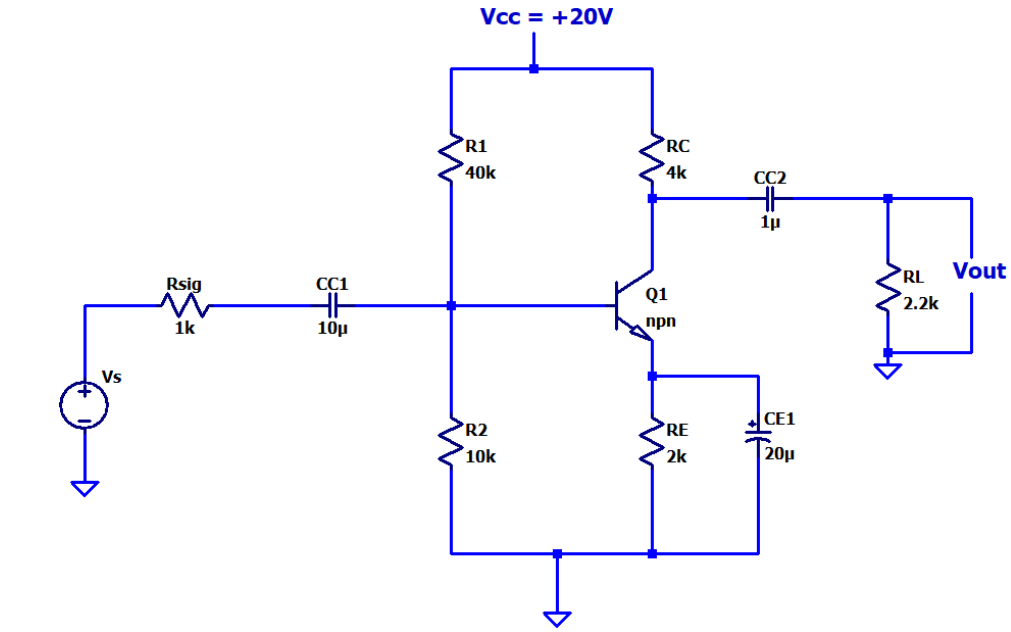 Vcc = +20V
R1
40k
RC
4k
CC2
1µ
Rsig
1k
CC1
10µ
Q1
npn
RL
2.2k
Vout
Vs
R2
10k
RE
2k
CE1
20µ